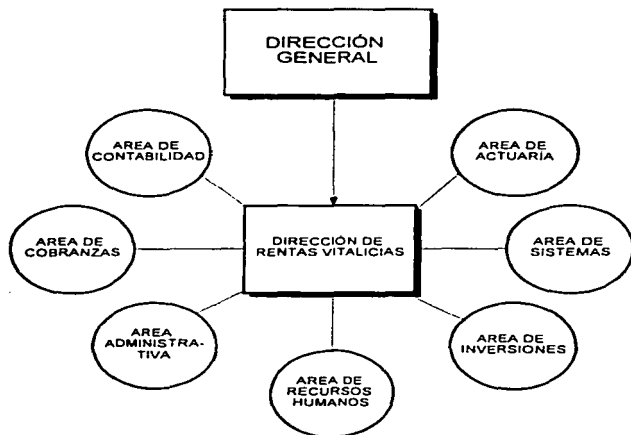 DIRECCIÓN
GENERAL
AREA DE
CONTABILIDAD
AREA DE
ACTUARÍA
AREA DE
COBRANZAS
DIRECCIÓN DE
RENTAS VITALICIAS
AREA DE
SISTEMAS
AREA
ADMINISTRA-
TIVA
AREA DE
INVERSIONES
AREA DE
RECURSOS
HUMANOS